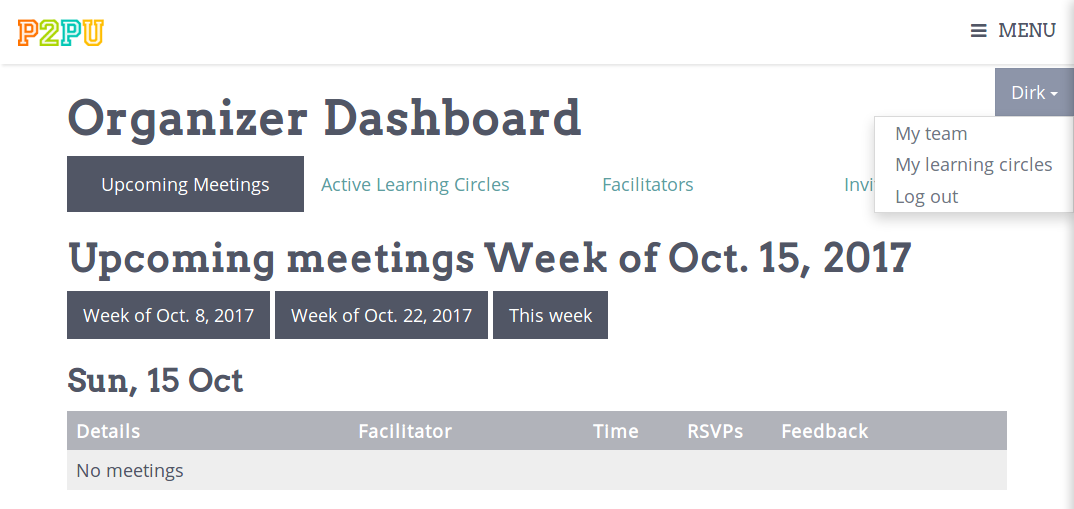 P2PU
MENU
Dirk
Organizer Dashboard
My team
My learning circles
Log out
Upcoming Meetings Active Learning Circles Facilitators
Upcoming meetings Week of Oct. 15, 2017
Week of Oct. 8, 2017 Week of Oct. 22, 2017 This week
Sun, 15 Oct
Details Facilitator Time RSVPs Feedback
No meetings